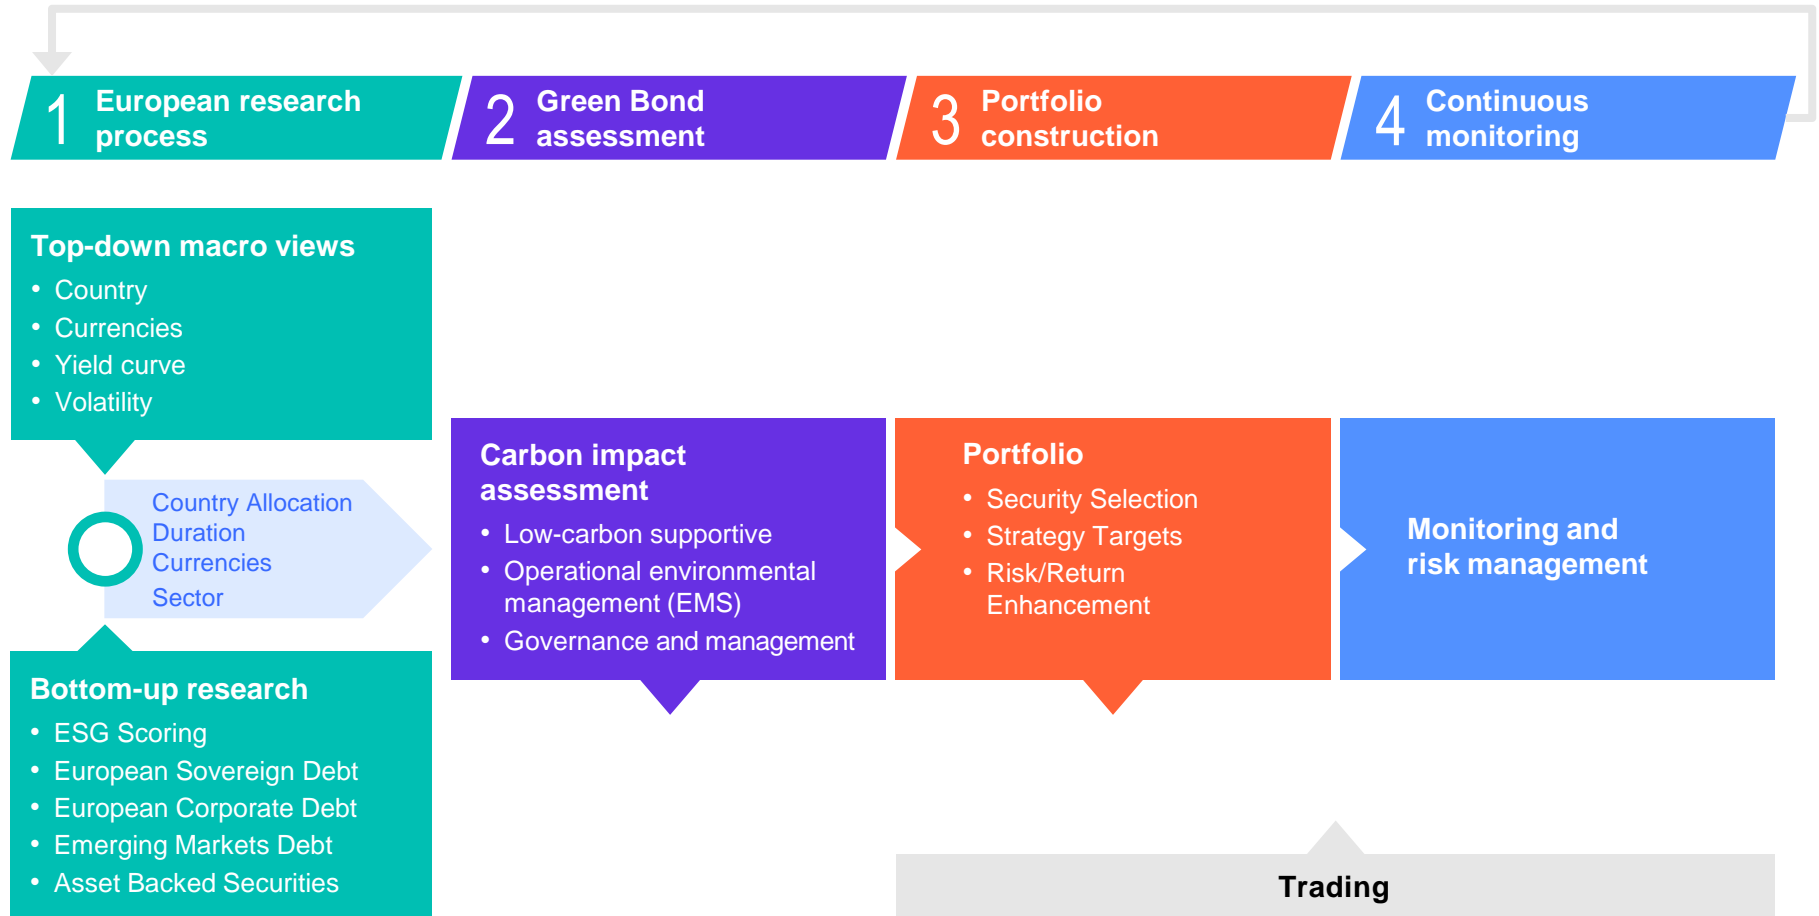 1 European research
process
2 Green Bond
assessment
3 Portfolio
construction
4 Continuous
monitoring
Top-down macro views
• Country
• Currencies
• Yield curve
• Volatility
Country Allocation
Duration
Currencies
Sector
Bottom-up research
• ESG Scoring
• European Sovereign Debt
• European Corporate Debt
• Emerging Markets Debt
• Asset Backed Securities
Carbon impact
assessment
• Low-carbon supportive
• Operational environmental
management (EMS)
• Governance and management
Portfolio
• Security Selection
• Strategy Targets
• Risk/Return
Enhancement
Monitoring and
risk management
Trading